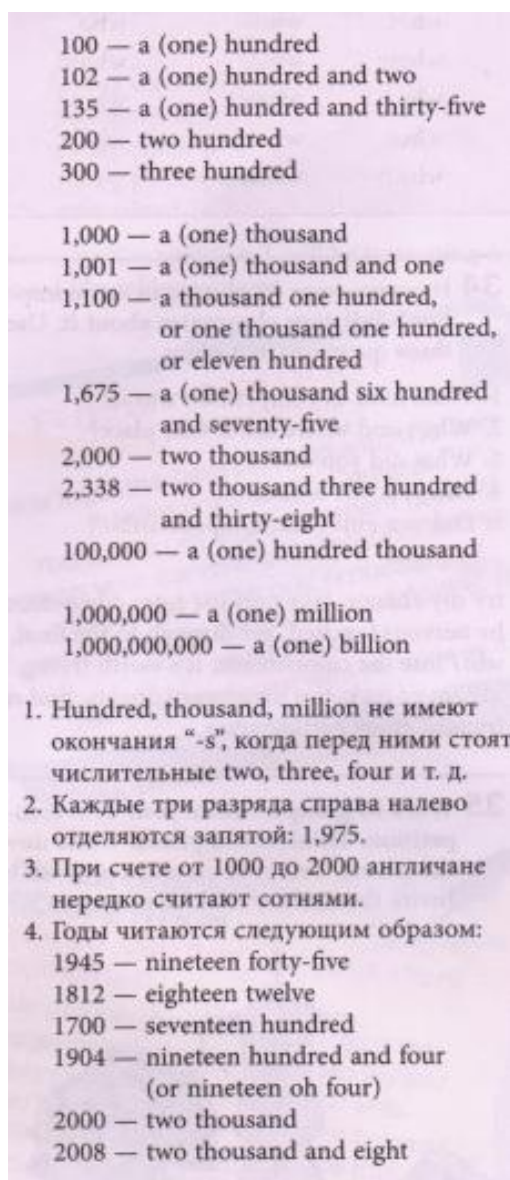 100 — a (one) hundred
102 — a (one) hundred and two
135 — a (one) hundred and thirty-five
200 — two hundred
300 — three hundred
1,000 — a (one) thousand
1,001 — a (one) thousand and one
1,100 — a thousand one hundred,
or one thousand one hundred,
or eleven hundred
1,675 — a (one) thousand six hundred
and seventy-five
2,000 — two thousand
2,338 — two thousand three hundred
and thirty-eight
100,000 — a (one) hundred thousand
1,000,000 — a (one) million
1,000,000,000 — a (one) billion
1. Hundred, thousand, million не имеют
окончания “-s”, когда перед ними стоят
числительные two, three, four и т. д.
2. Каждые три разряда справа налево
отделяются запятой: 1,975.
3. При счете от 1000 до 2000 англичане
нередко считают сотнями.
4. Годы читаются следующим образом:
1945 — nineteen forty-five
1812 — eighteen twelve
1700 — seventeen hundred
1904 — nineteen hundred and four
(or nineteen oh four)
2000 — two thousand
2008 — two thousand and eight